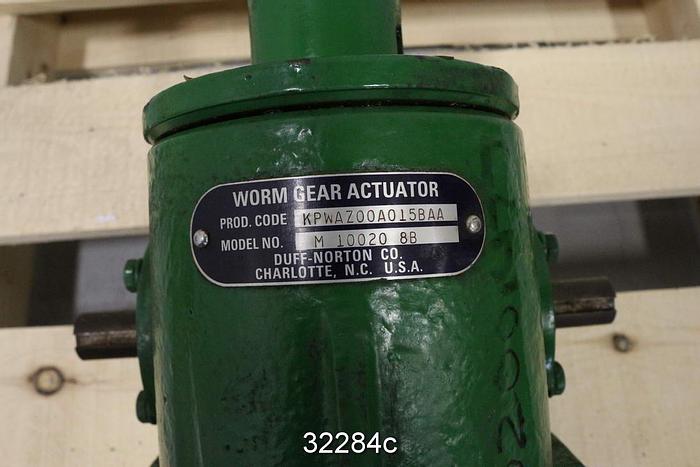 WORM GEAR ACTUATOR
PROD. CODE KPWAZ00A015BAA
MODEL NO. M 10020 8B
DUFF-NORTON CO.
CHARLOTTE, N.C. U.S.A.
32284c